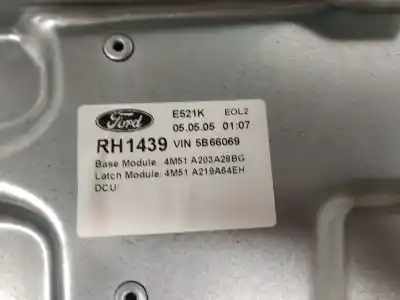 Ford
E521K EOL2
05.05.05 01:07
RH1439 VIN 5B66069
Base Module: 4M51 A203A28BG
Latch Module: 4M51 A219A64EH
DCU: